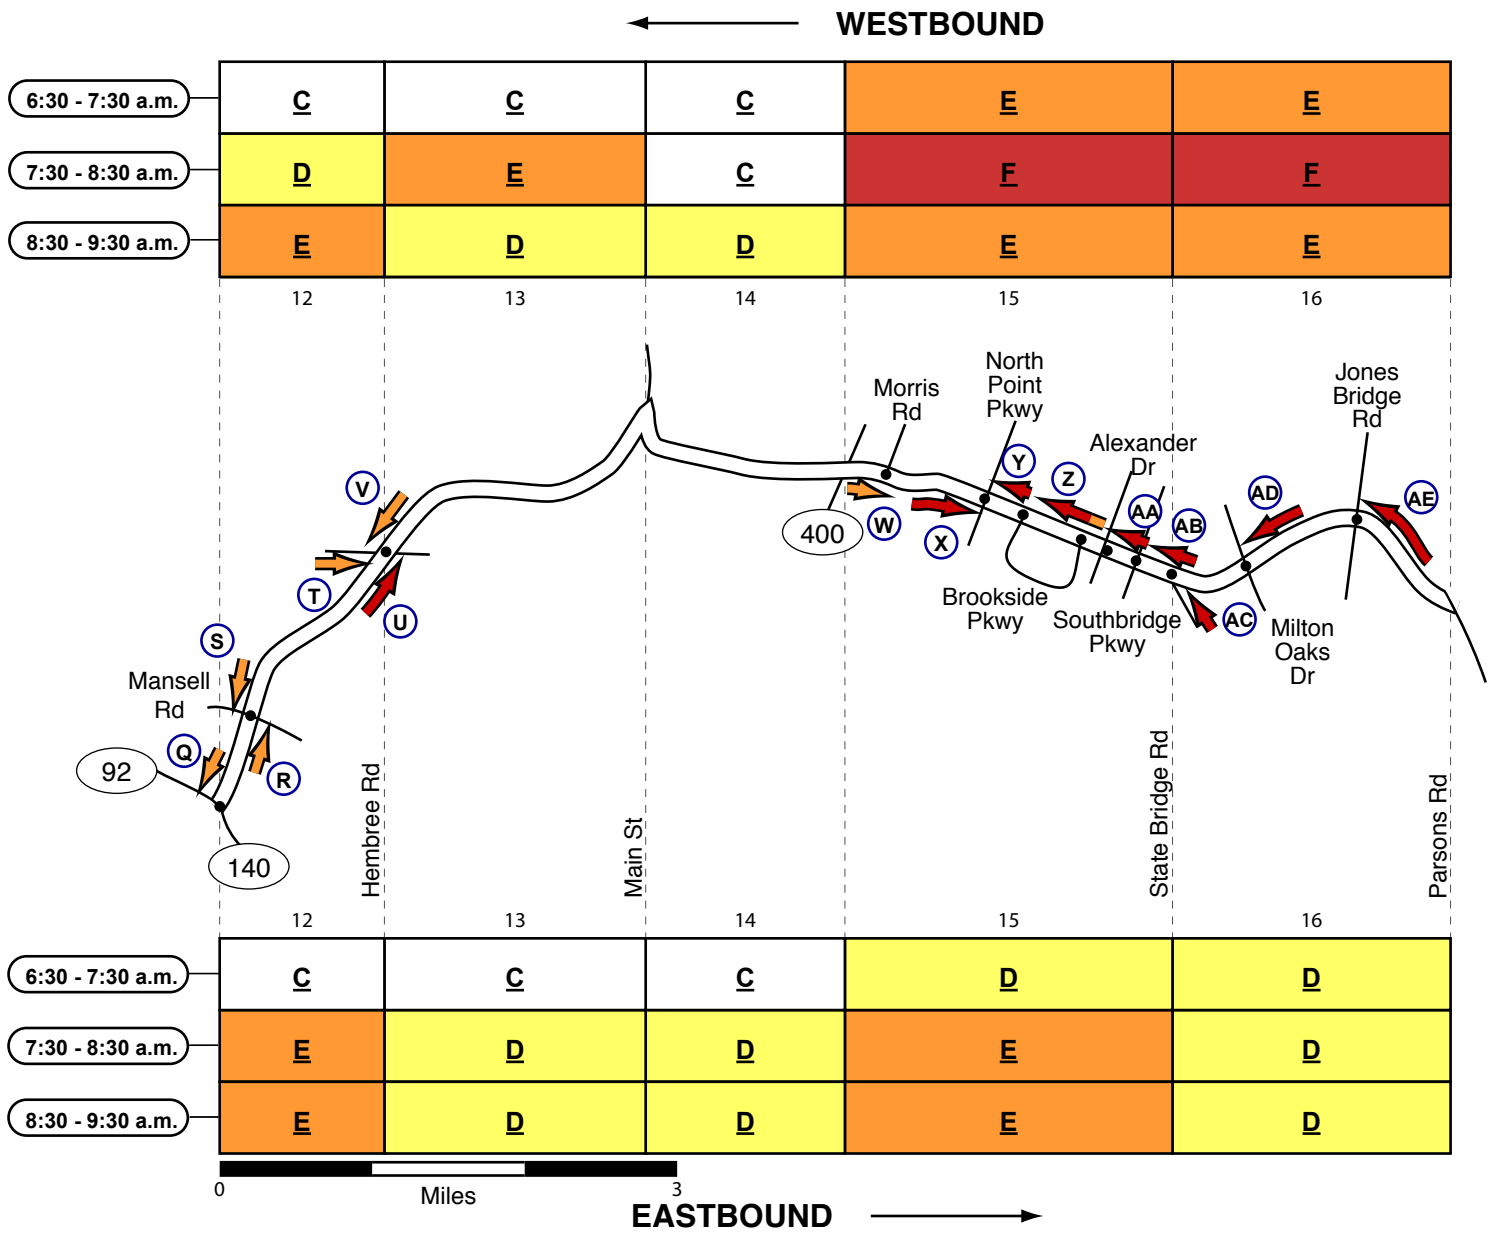 WESTBOUND
6:30 - 7:30 a.m. C C C E E
7:30 - 8:30 a.m. D E C F F
8:30 - 9:30 a.m. E D D E E
12 13 14 15 16
North
Point
Pkwy
Morris
Rd
Jones
Bridge
Rd
Alexander
Dr
V
Y
Z
AD
AE
W
X
AA
AB
400
T
U
Brookside
Pkwy
Southbridge
Pkwy
AC
Milton
Oaks
Dr
S
Mansell
Rd
Q
R
92
140
Hembree Rd
Main St
State Bridge Rd
Parsons Rd
12 13 14 15 16
6:30 - 7:30 a.m. C C C D D
7:30 - 8:30 a.m. E D D E D
8:30 - 9:30 a.m. E D D E D
0 Miles 3
EASTBOUND